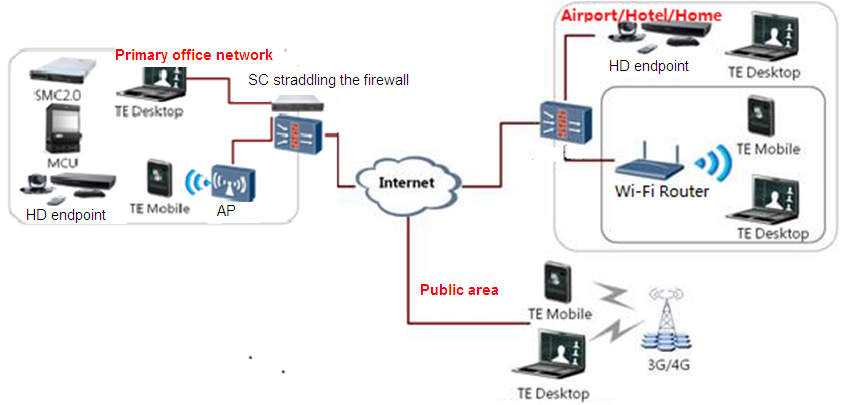 Airport/Hotel/Home
Primary office network
SC straddling the firewall
HD endpoint
TE Desktop
SMC2.0
TE Desktop
MCU
TE Mobile
Internet
Wi-Fi Router
HD endpoint
TE Mobile
AP
TE Desktop
Public area
TE Mobile
3G/4G
TE Desktop